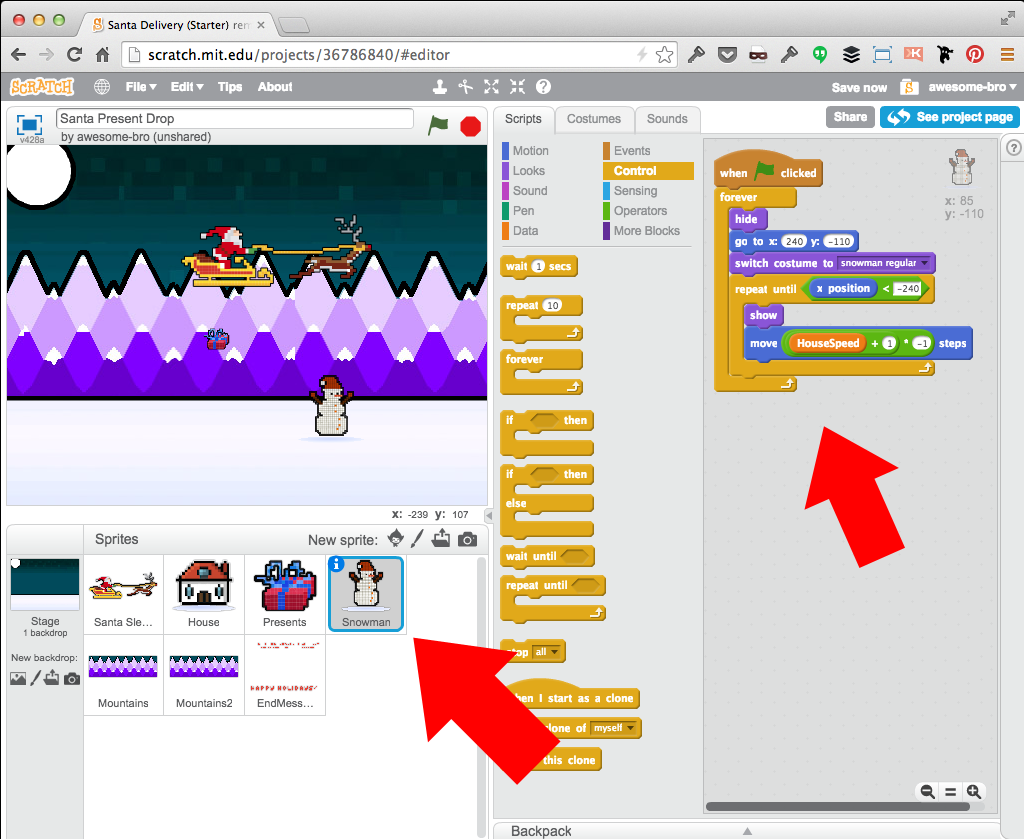 Santa Delivery (Starter) rem
scratch.mit.edu/projects/36786840/#editor
SCRATCH
File
Edit
Tips
About
Save now
awesome-bro
v428a
Santa Present Drop
by awesome-bro (unshared)
Scripts
Costumes
Sounds
Share
See project page
Motion
Events
Looks
Control
Sound
Sensing
Pen
Operators
Data
More Blocks
wait 1 secs
repeat 10
forever
if then
if then
else
wait until
repeat until
stop all
when I start as a clone
clone of myself
this clone
when clicked
forever
hide
go to x: 240 y: -110
switch costume to snowman regular
repeat until x position < -240
show
move HouseSpeed + 1 * -1 steps
x: 85
y: -110
x: -239 y: 107
Sprites
New sprite:
Stage
1 backdrop
New backdrop:
Santa Sle...
House
Presents
Snowman
Mountains
Mountains2
HAPPY HOLIDAYS!
EndMess...
Backpack